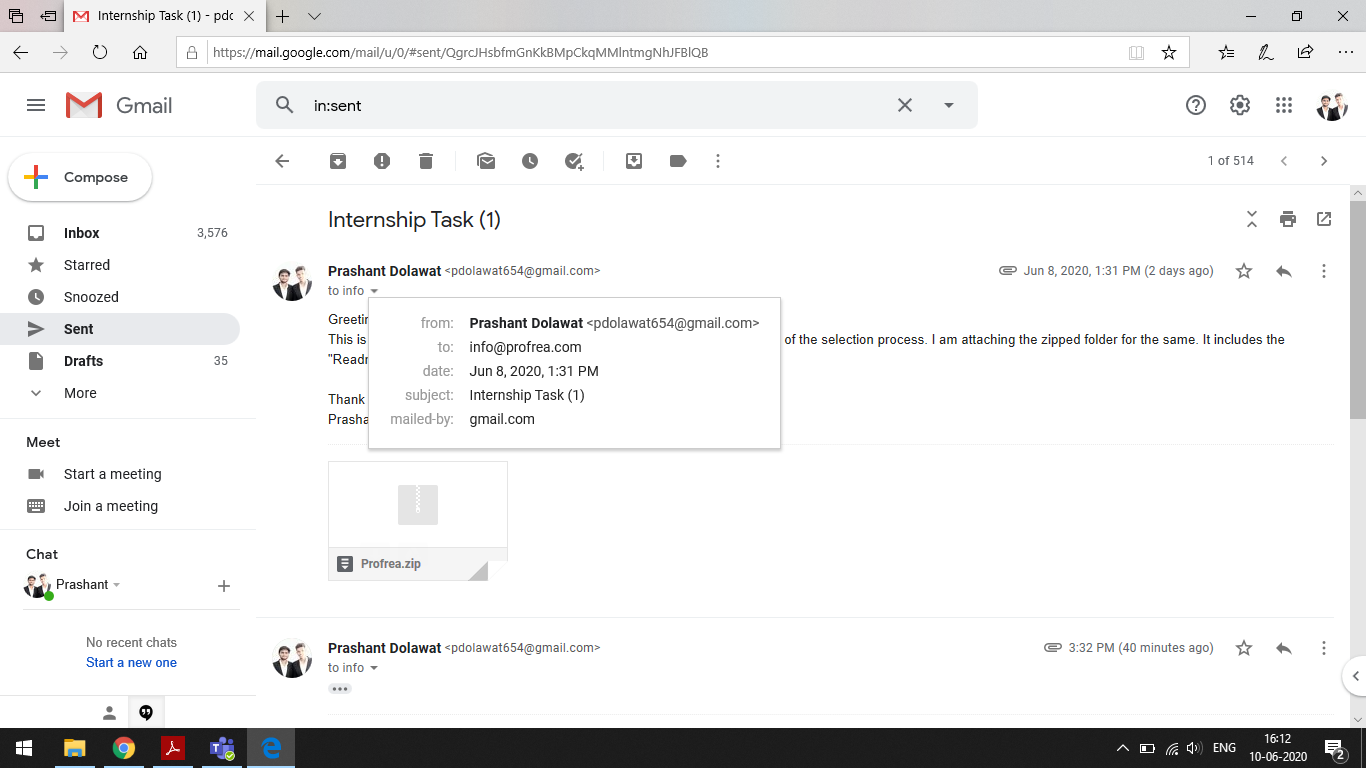 Internship Task (1) - pdc
https://mail.google.com/mail/u/0/#sent/QgrcJHsbfmGnKkBMpCkqMMlntmgNhJFBlQB
Gmail
in:sent
Compose
1 of 514
Inbox 3,576
Starred
Snoozed
Sent
Drafts 35
More
Meet
Start a meeting
Join a meeting
Chat
Prashant
No recent chats
Start a new one
Internship Task (1)
Prashant Dolawat <pdolawat654@gmail.com> Jun 8, 2020, 1:31 PM (2 days ago)
to info
from: Prashant Dolawat <pdolawat654@gmail.com>
to: info@profrea.com
date: Jun 8, 2020, 1:31 PM
subject: Internship Task (1)
mailed-by: gmail.com
This is of the selection process. I am attaching the zipped folder for the same. It includes the
Thank
Profrea.zip
Prashant Dolawat <pdolawat654@gmail.com> 3:32 PM (40 minutes ago)
to info
ENG
16:12
10-06-2020
2